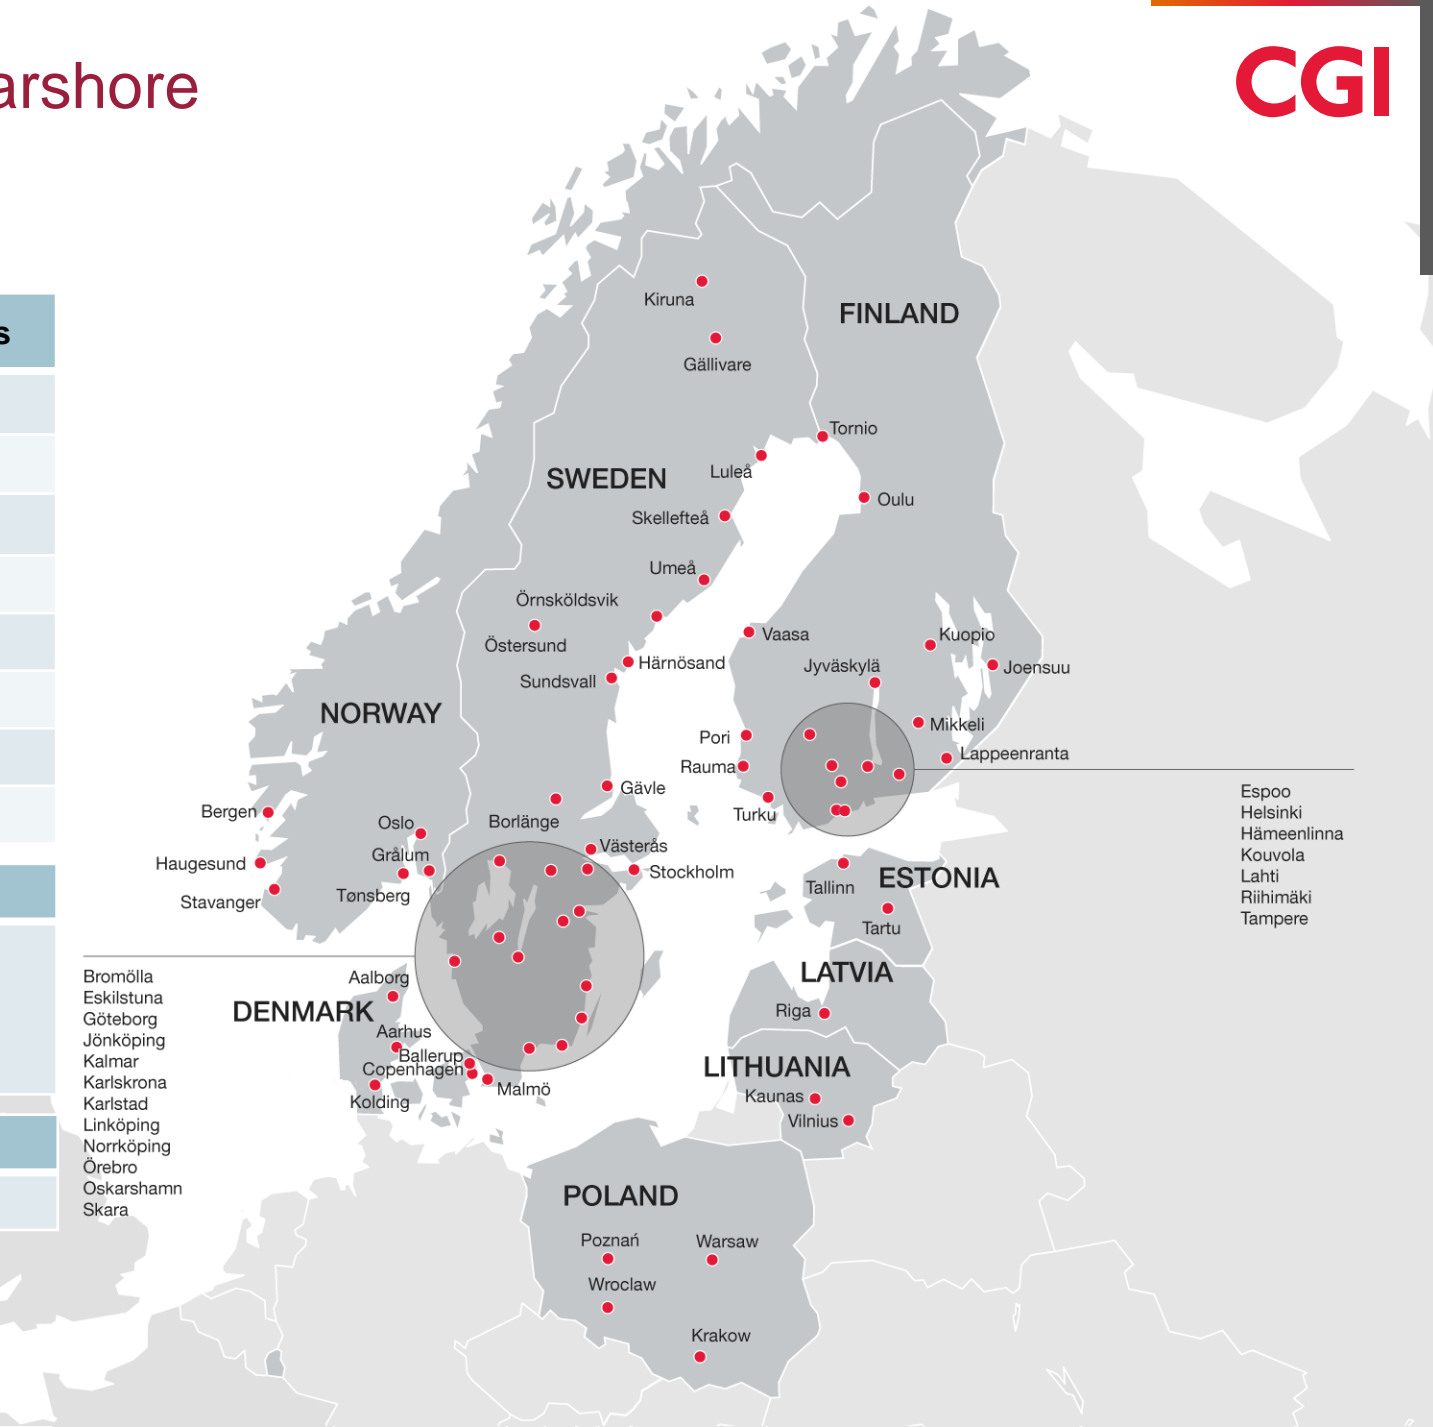 arshore
CGI
s
Kiruna
FINLAND
Gällivare
Tornio
Luleå
SWEDEN
Oulu
Skellefteå
Umeå
Örnsköldsvik
Östersund
Vaasa
Kuopio
Härnösand
Jyväskylä
Joensuu
Sundsvall
NORWAY
Mikkeli
Pori
Lappeenranta
Rauma
Gävle
Turku
Bergen
Oslo
Borlänge
Grålum
Västerås
Haugesund
Stockholm
Tønsberg
Stavanger
Tallinn
ESTONIA
Tartu
Espoo
Helsinki
Hämeenlinna
Kouvola
Lahti
Riihimäki
Tampere
LATVIA
Riga
Aalborg
DENMARK
Aarhus
Ballerup
Copenhagen
Malmö
Kolding
LITHUANIA
Kaunas
Vilnius
Bromölla
Eskilstuna
Göteborg
Jönköping
Kalmar
Karlskrona
Karlstad
Linköping
Norrköping
Örebro
Oskarshamn
Skara
POLAND
Poznań
Warsaw
Wroclaw
Krakow